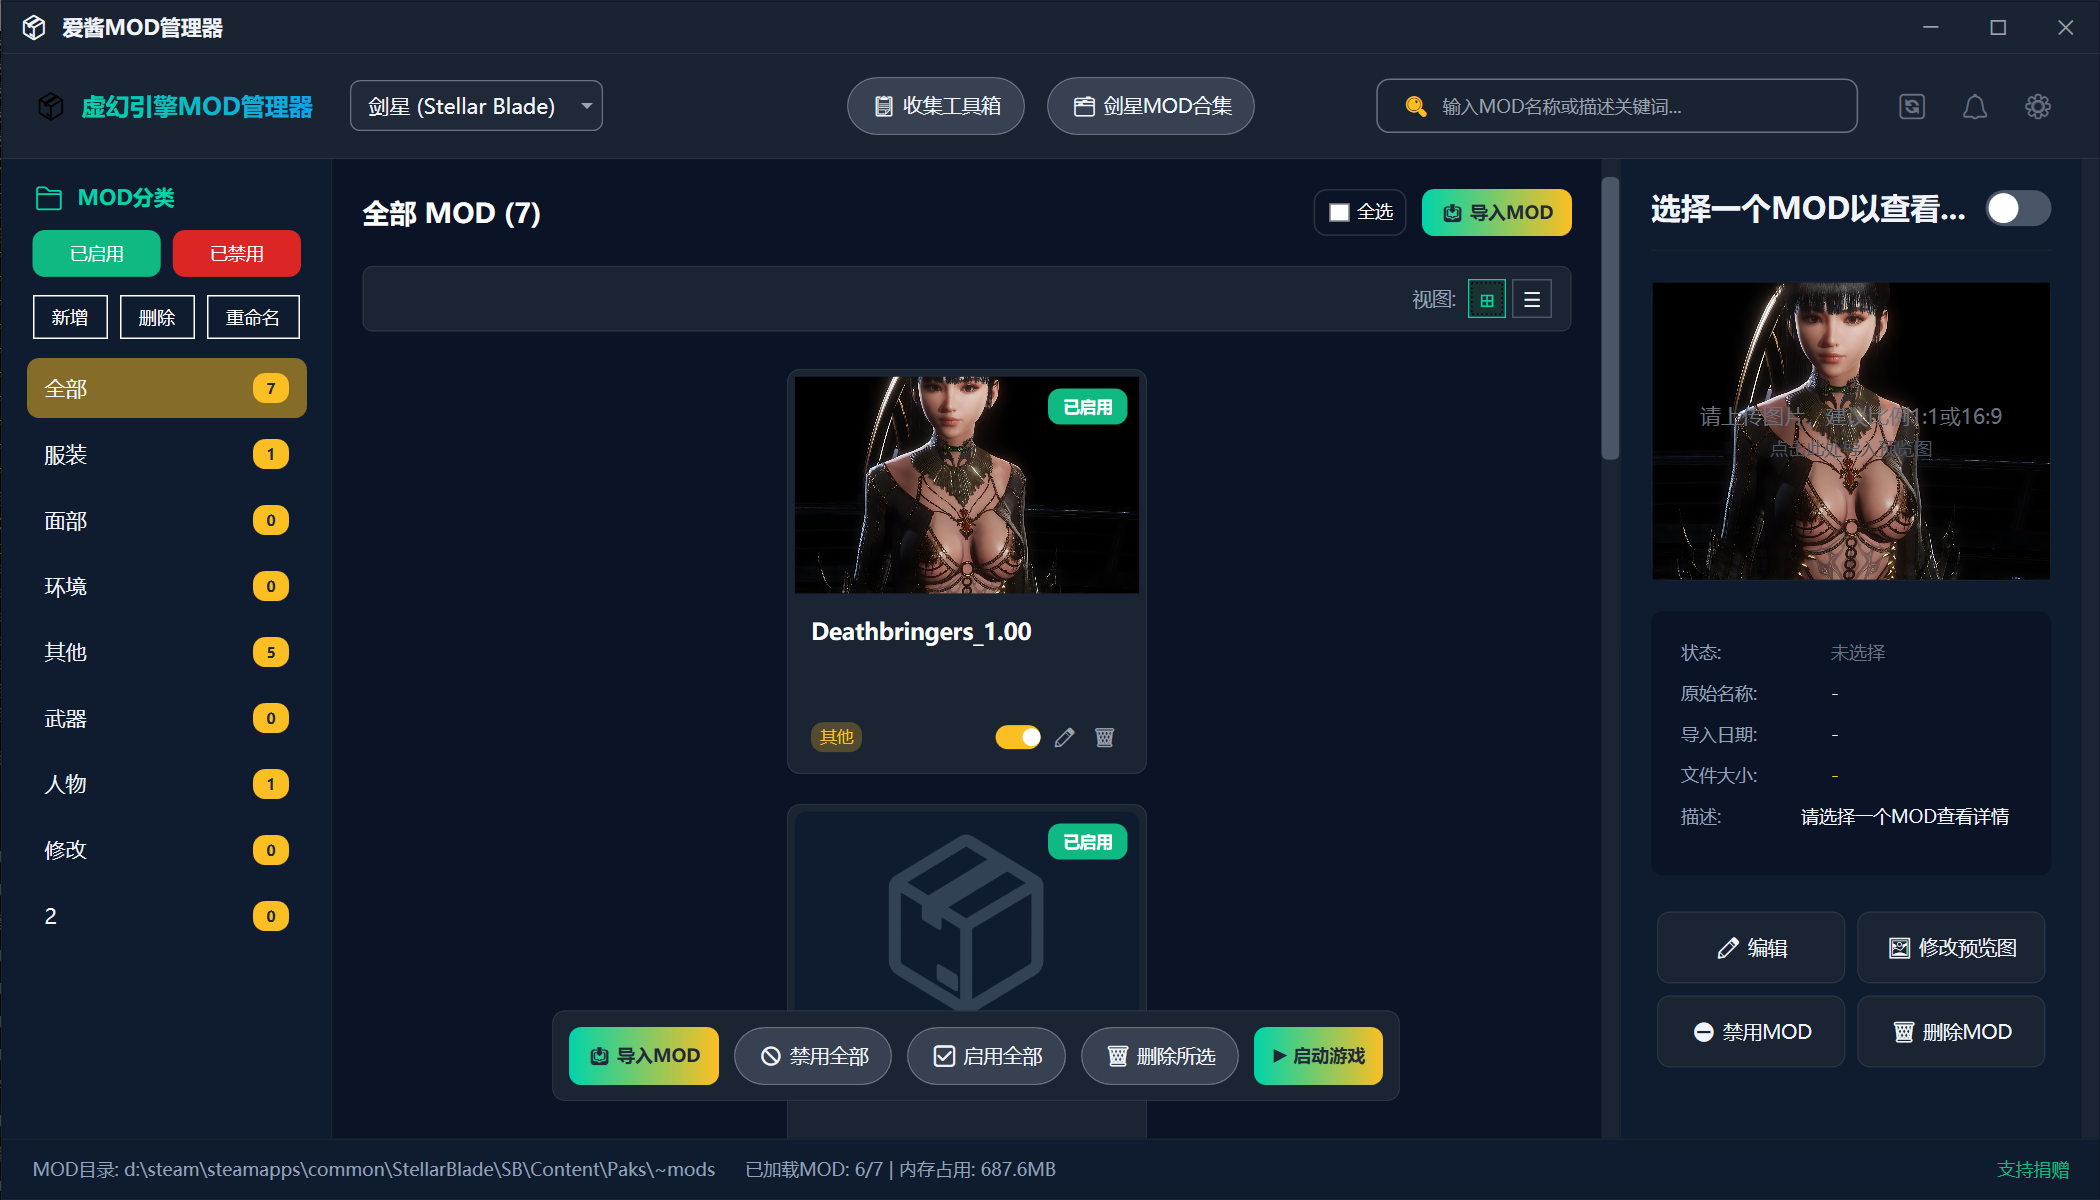 爱酱MOD管理器
虚幻引擎MOD管理器
剑星 (Stellar Blade)
收集工具箱
剑星MOD合集
输入MOD名称或描述关键词...
MOD分类
已启用
已禁用
新增
删除
重命名
全部
7
服装
1
面部
0
环境
0
其他
5
武器
0
人物
1
修改
0
2
0
全部 MOD (7)
全选
导入MOD
视图:
已启用
Deathbringers_1.00
其他
已启用
导入MOD
禁用全部
启用全部
删除所选
启动游戏
选择一个MOD以查看...
请上传图片，建议比例1:1或16:9
点击此处导入预览图
状态:
未选择
原始名称:
-
导入日期:
-
文件大小:
-
描述:
请选择一个MOD查看详情
编辑
修改预览图
禁用MOD
删除MOD
MOD目录: d:\steam\steamapps\common\StellarBlade\SB\Content\Paks\~mods
已加载MOD: 6/7 | 内存占用: 687.6MB
支持捐赠